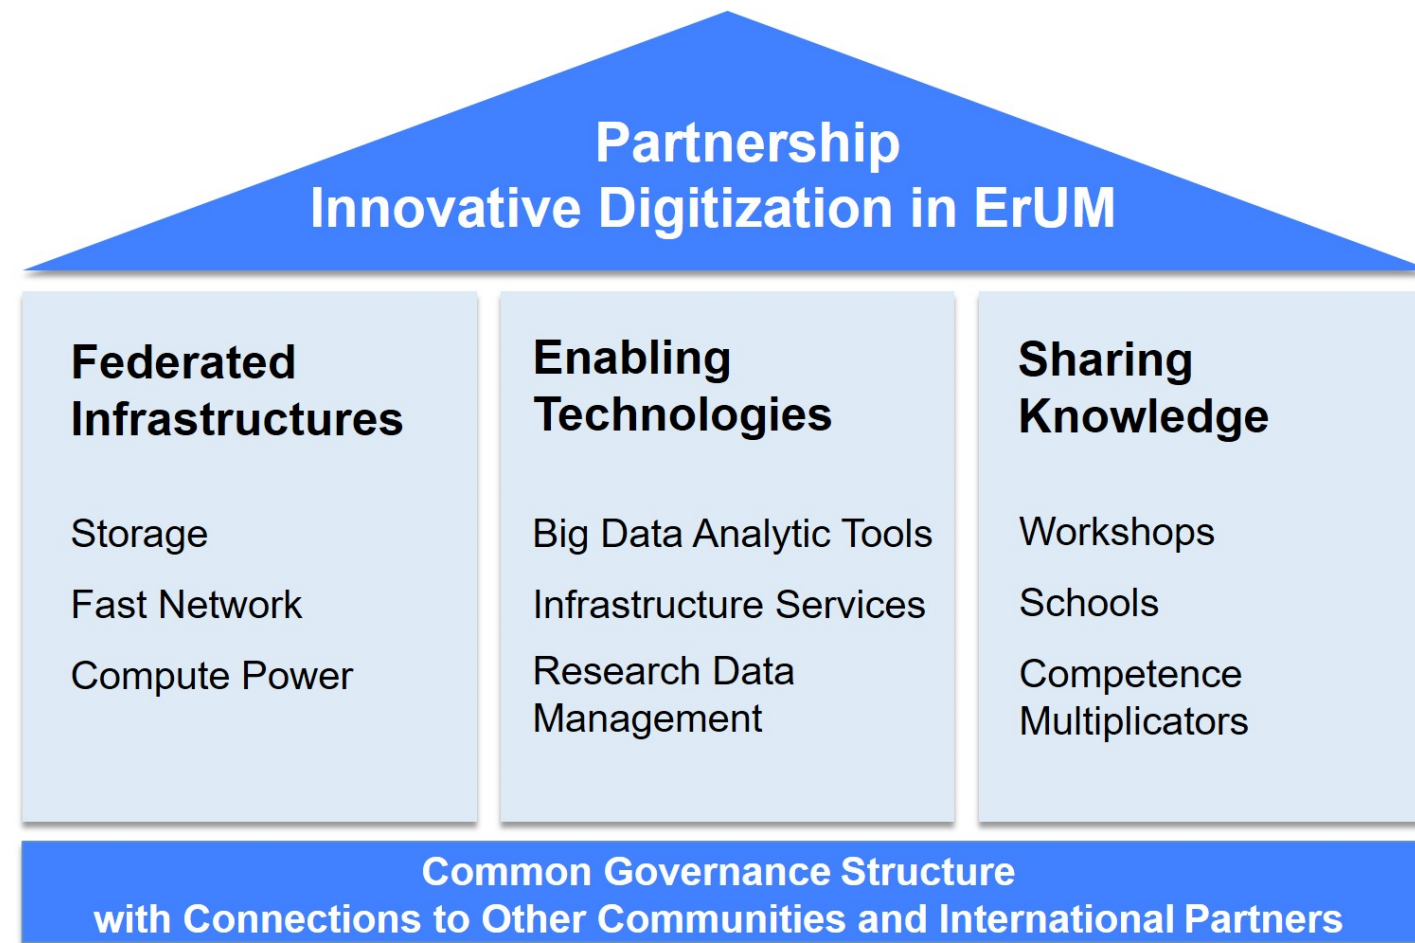 Partnership
Innovative Digitization in ErUM
Federated
Infrastructures
Storage
Fast Network
Compute Power
Enabling
Technologies
Big Data Analytic Tools
Infrastructure Services
Research Data
Management
Sharing
Knowledge
Workshops
Schools
Competence
Multiplicators
Common Governance Structure
with Connections to Other Communities and International Partners